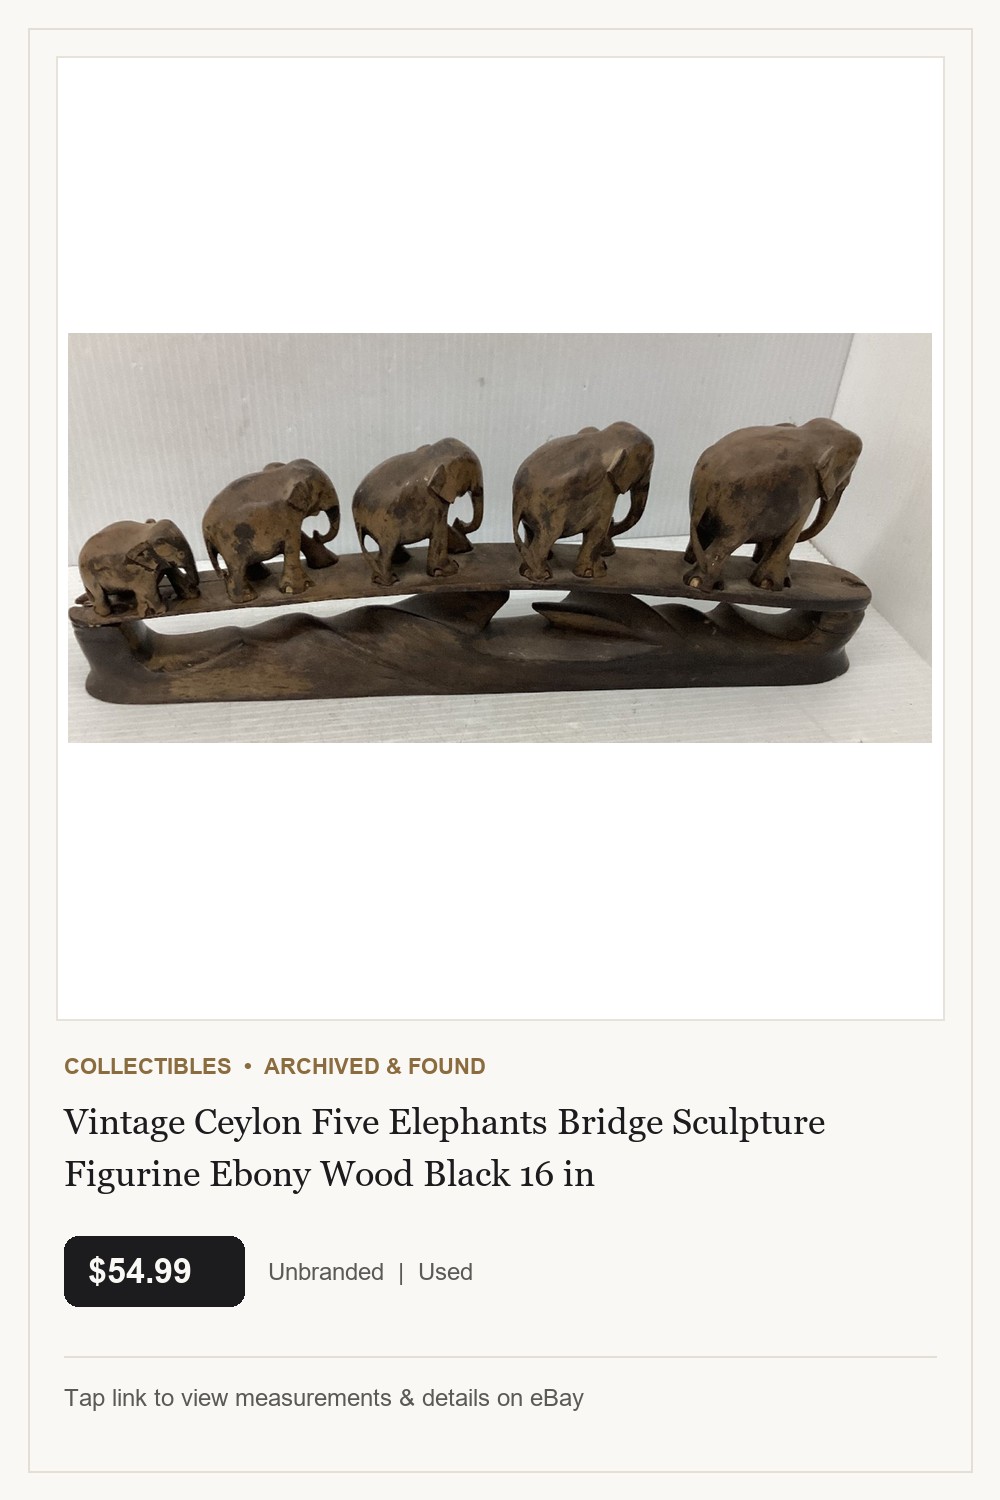 COLLECTIBLES • ARCHIVED & FOUND
Vintage Ceylon Five Elephants Bridge Sculpture
Figurine Ebony Wood Black 16 in
$54.99
Unbranded | Used
Tap link to view measurements & details on eBay